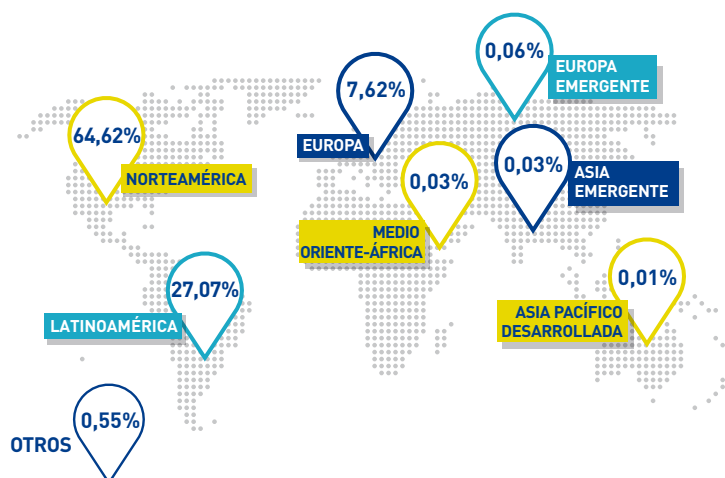 0,06%
EUROPA
EMERGENTE
7,62%
EUROPA
64,62%
NORTEAMÉRICA
0,03%
MEDIO
ORIENTE-ÁFRICA
0,03%
ASIA
EMERGENTE
27,07%
LATINOAMÉRICA
0,01%
ASIA PACÍFICO
DESARROLLADA
0,55%
OTROS